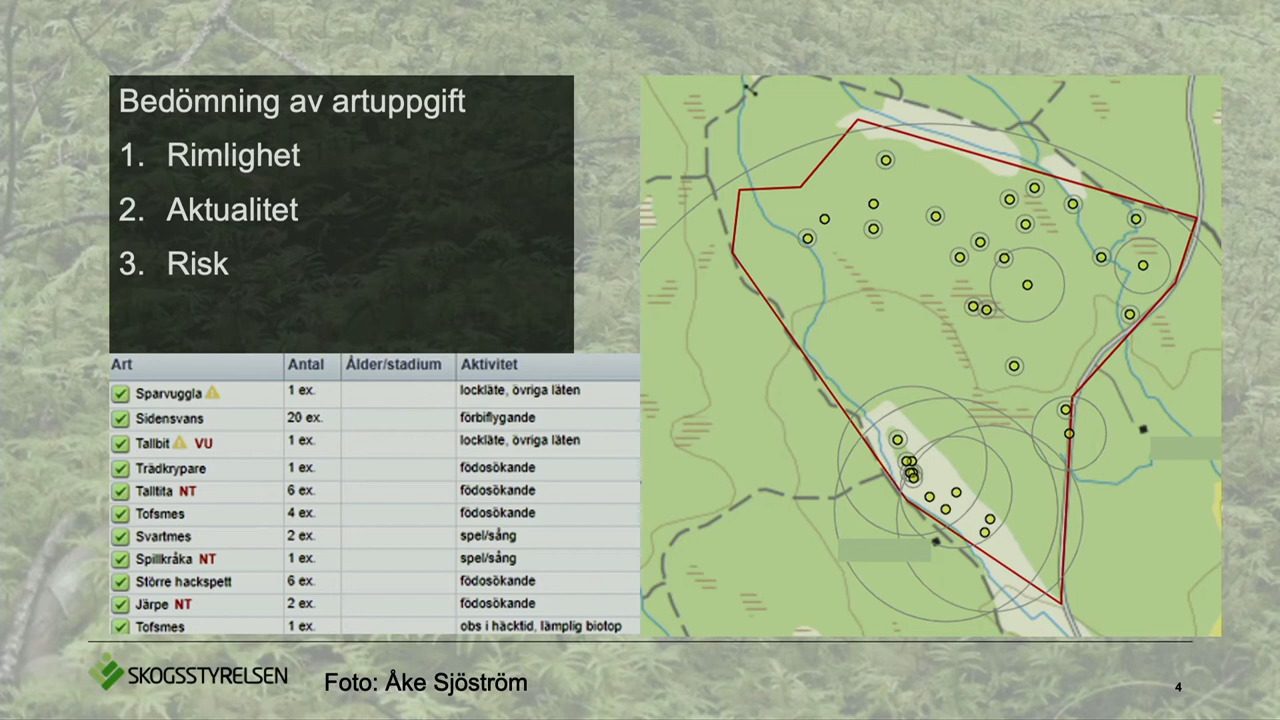 Bedömning av artuppgift
1. Rimlighet
2. Aktualitet
3. Risk
Art Antal Ålder/stadium Aktivitet
Sparvuggla 1 ex. lockläte, övriga läten
Sidensvans 20 ex. förbiflygande
Tallbit VU 1 ex. lockläte, övriga läten
Trädkrypare 1 ex. födosökande
Talltita NT 6 ex. födosökande
Tofsmes 4 ex. födosökande
Svartmes 2 ex. spel/sång
Spillkråka NT 1 ex. spel/sång
Större hackspett 6 ex. födosökande
Järpe NT 2 ex. födosökande
Tofsmes 1 ex. obs i häcktid, lämplig biotop
SKOGSSTYRELSEN
Foto: Åke Sjöström
4